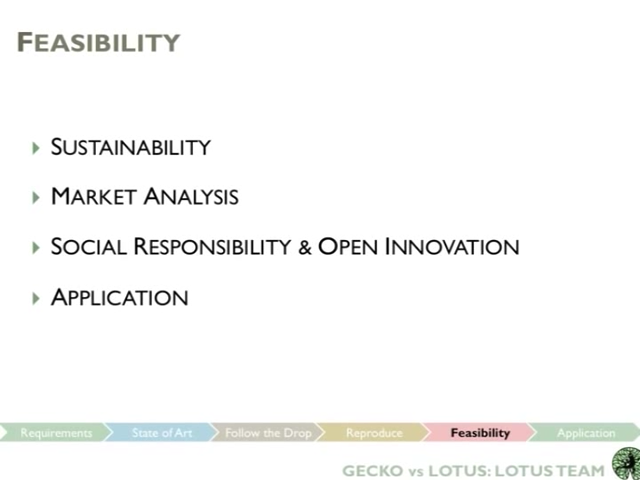 FEASIBILITY
SUSTAINABILITY
MARKET ANALYSIS
SOCIAL RESPONSIBILITY & OPEN INNOVATION
APPLICATION
Requirements State of Art Follow the Drop Reproduce Feasibility Application
GECKO vs LOTUS: LOTUS TEAM